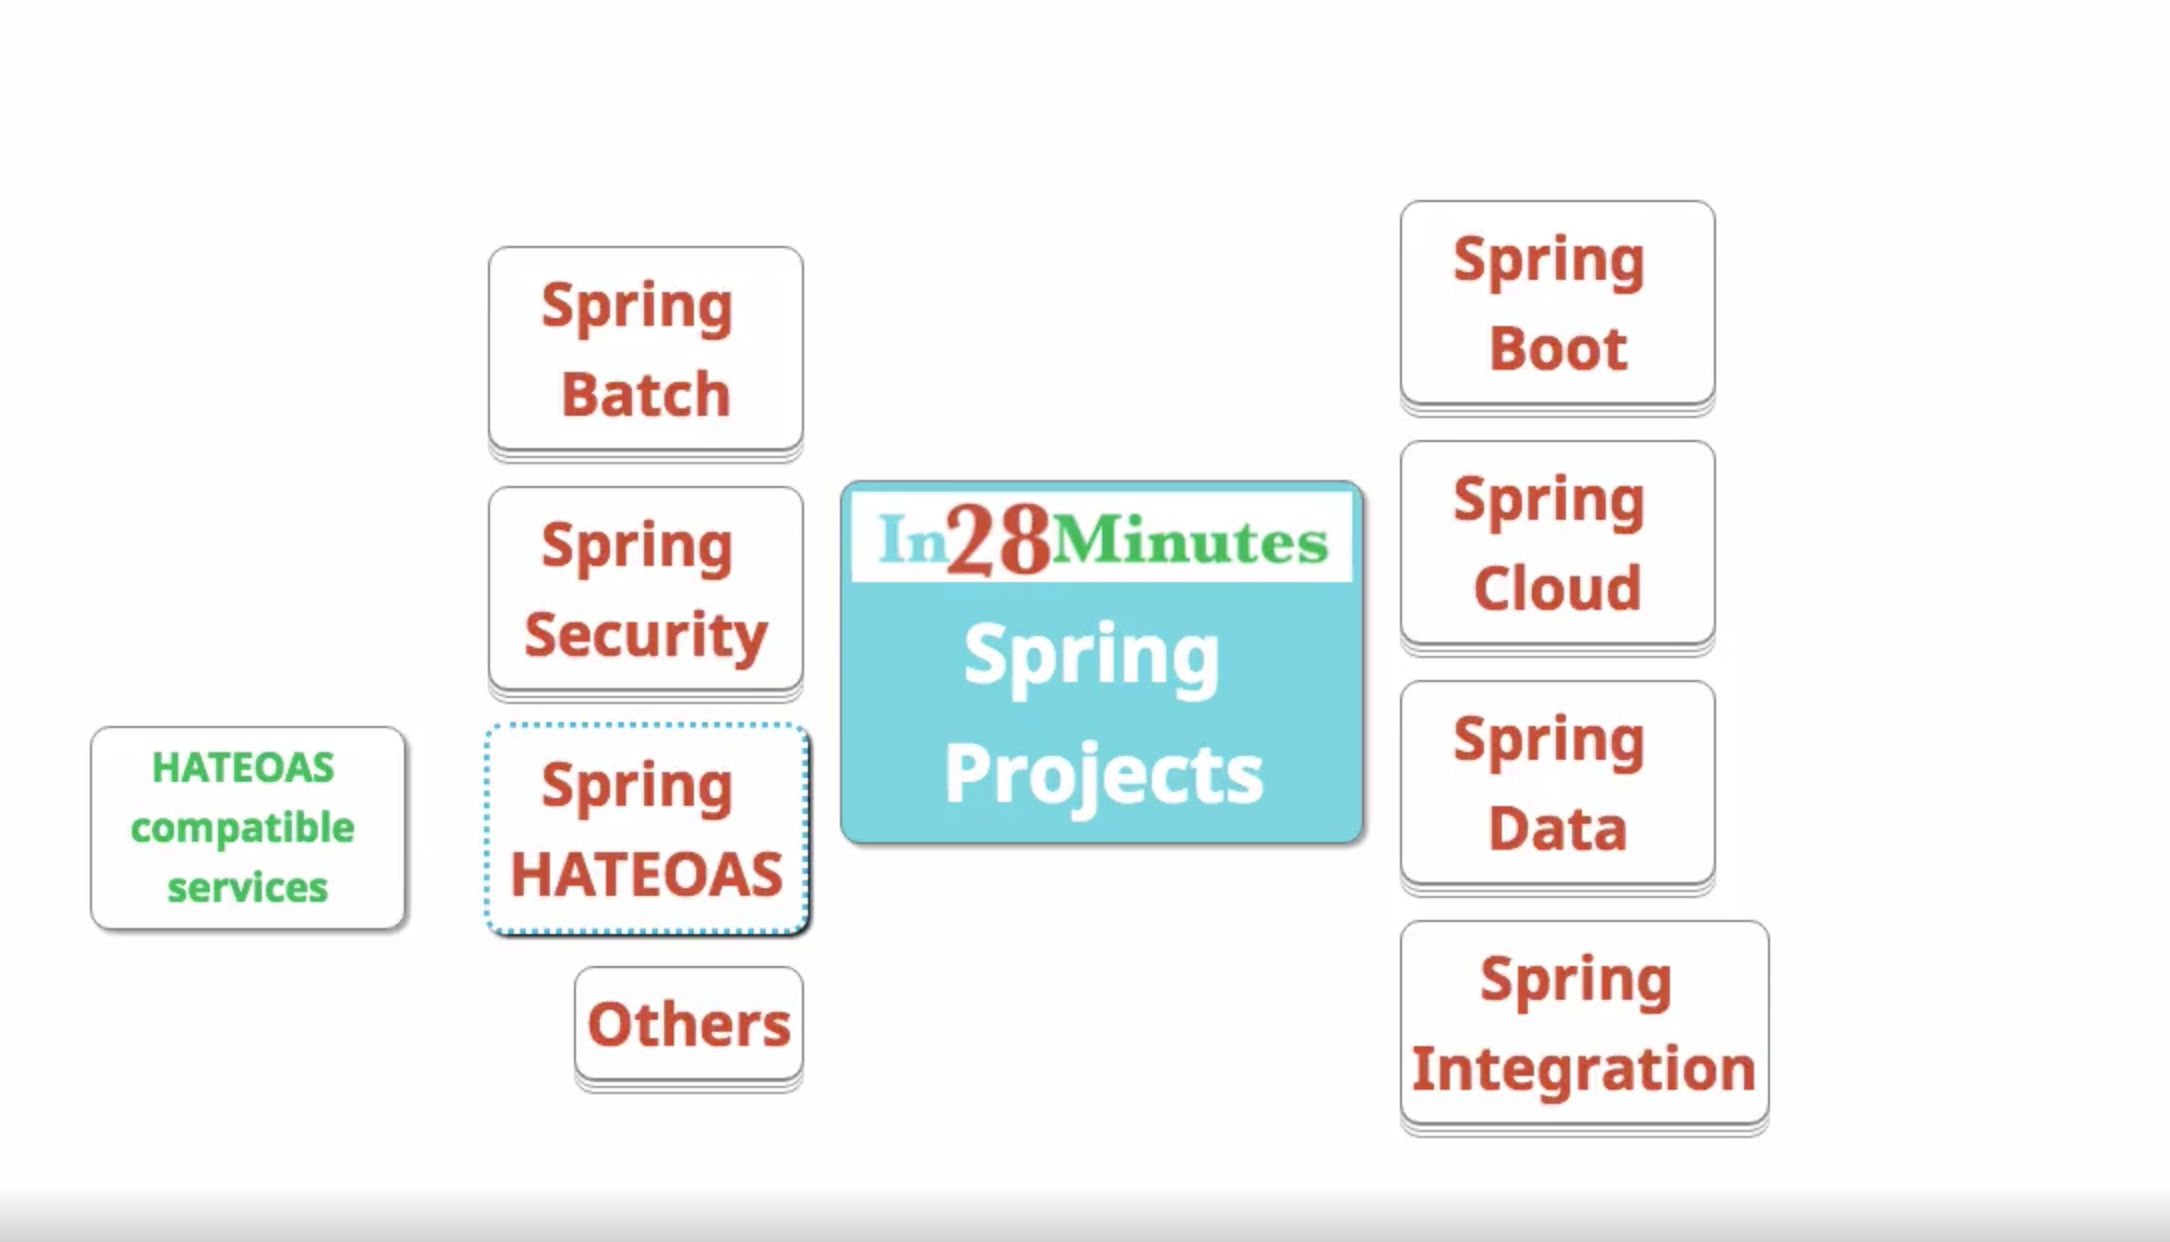 Spring
Batch
Spring
Security
HATEOAS
compatible
services
Spring
HATEOAS
Others
In28Minutes
Spring
Projects
Spring
Boot
Spring
Cloud
Spring
Data
Spring
Integration